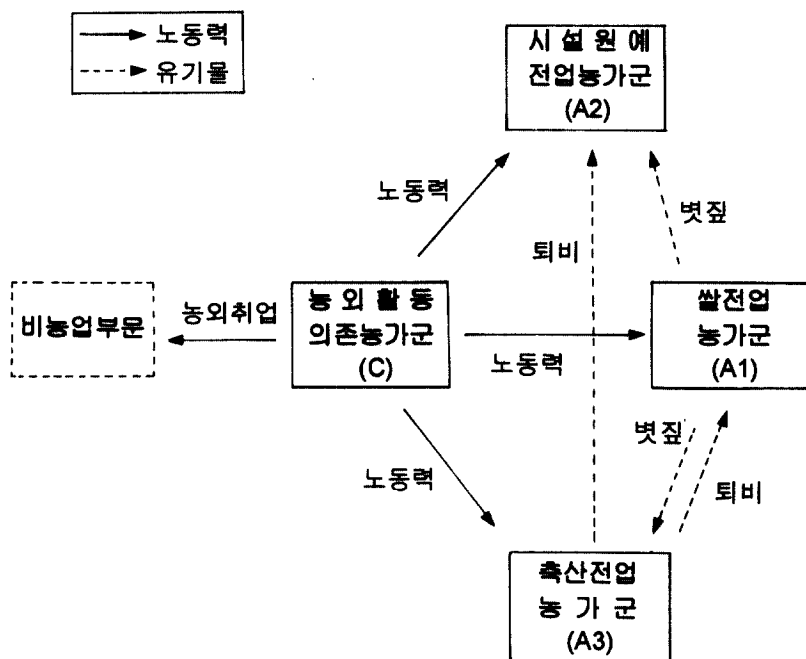 노동력
유기물
시 설 원 예
전업농가군
(A2)
노동력
볏짚
퇴비
비농업부문
농외취업
농 외 활 동
의존농가군
(C)
노동력
쌀전업
농가군
(A1)
볏짚
노동력
퇴비
축산전업
농 가 군
(A3)